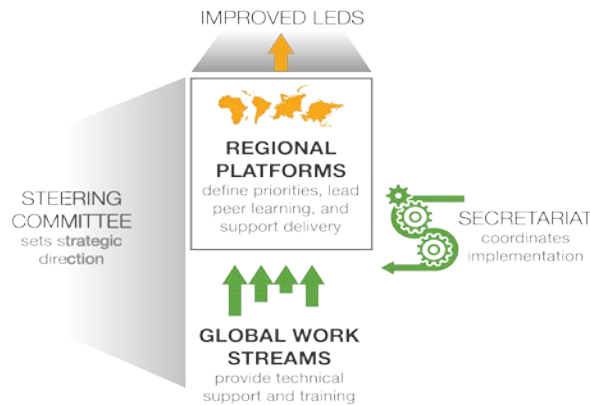 IMPROVED LEDS
REGIONAL
PLATFORMS
define priorities, lead
peer learning, and
support delivery
STEERING
COMMITTEE
sets strategic
direction
SECRETARIAT
coordinates
implementation
GLOBAL WORK
STREAMS
provide technical
support and training